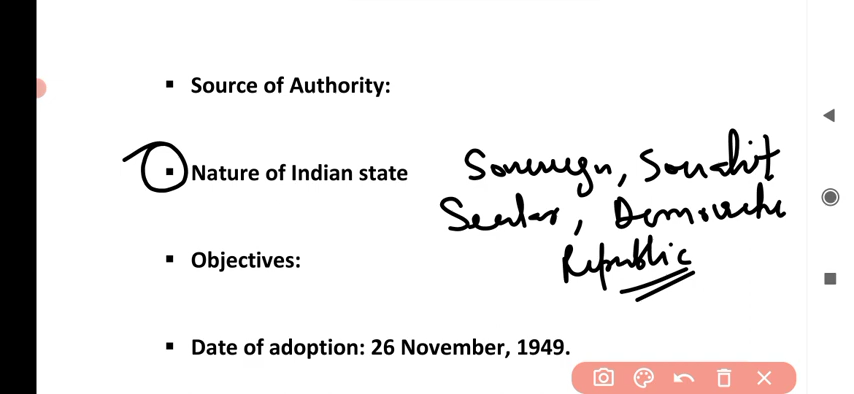 Source of Authority:
Nature of Indian state
Sovereign, Socialist
Secular, Democratic
Republic
Objectives:
Date of adoption: 26 November, 1949.